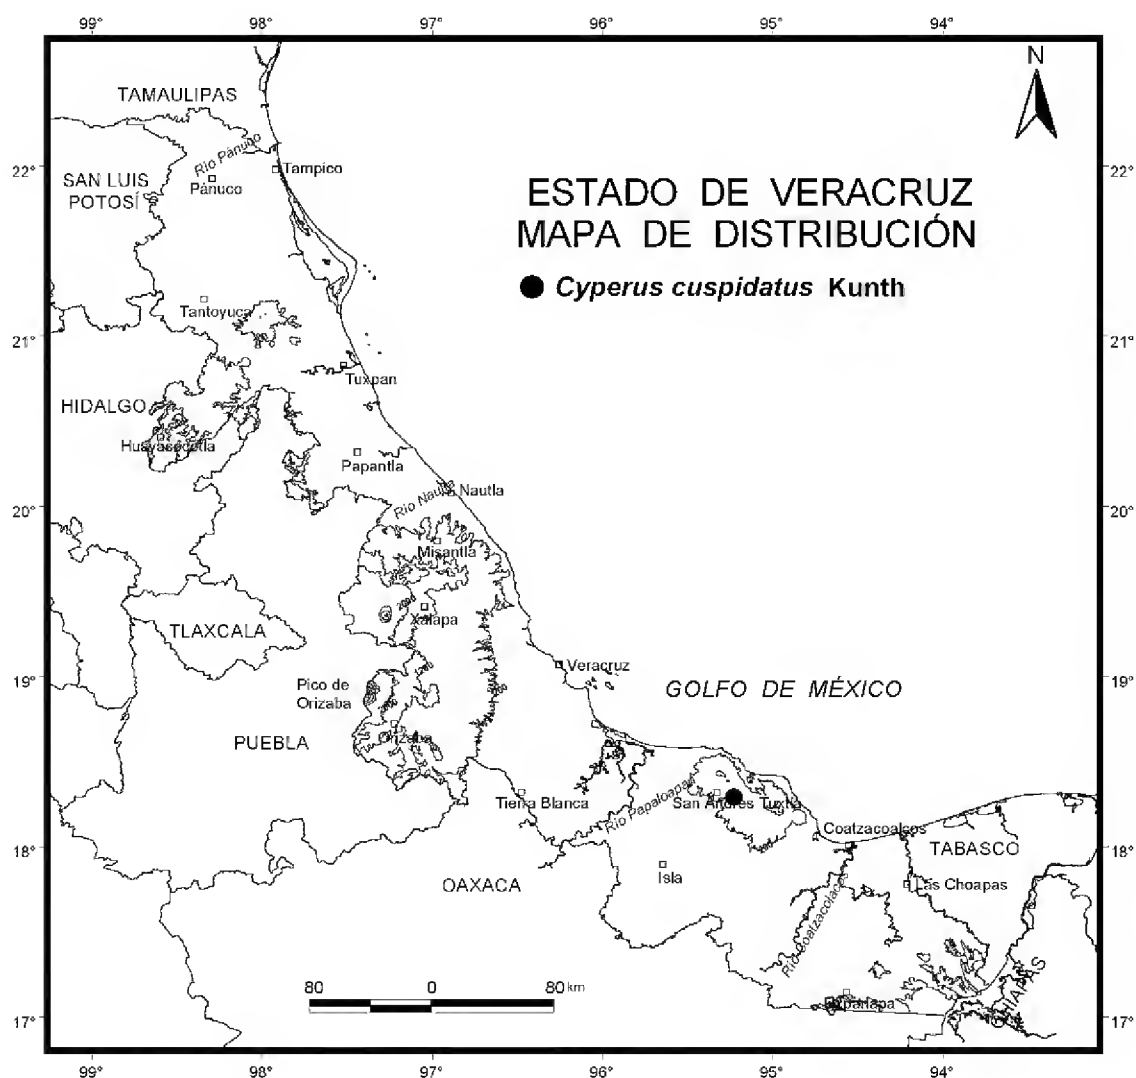 99° 98° 97° 96° 95° 94°
N
TAMAULIPAS
Río Pánuco
22° Tampico 22°
SAN LUIS
POTOSÍ
Pánuco
ESTADO DE VERACRUZ
MAPA DE DISTRIBUCIÓN
Cyperus cuspidatus Kunth
Tantoyuca
21° 21°
Tuxpan
HIDALGO
Huayacocotla
Papantla
Nautla
Río Nautla
20° 20°
Misantla
2000
Xalapa
TLAXCALA
Veracruz
19° 19°
Pico de
Orizaba
GOLFO DE MÉXICO
PUEBLA
Orizaba
Tierra Blanca
Río Papaloapan
San Andrés Tuxtla
Coatzacoalcos
18° TABASCO 18°
OAXACA
Isla
Las Choapas
Río Coatzacoalcos
CHIAPAS
80 0 80 km
17° 17°
99° 98° 97° 96° 95° 94°